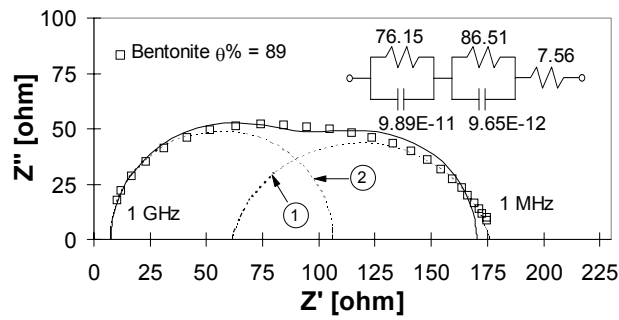 100
75
50
25
0
Z" [ohm]
Bentonite θ% = 89
76.15
86.51
7.56
9.89E-11
9.65E-12
1 GHz
1
2
1 MHz
0 25 50 75 100 125 150 175 200 225
Z' [ohm]